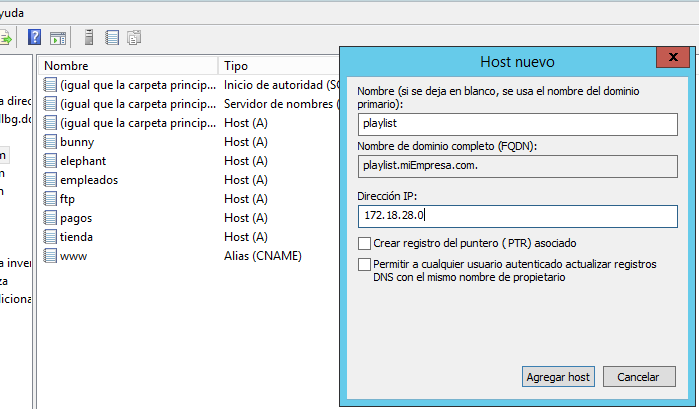 yuda
Nombre
Tipo
(igual que la carpeta princip...
Inicio de autoridad (SO
(igual que la carpeta princip...
Servidor de nombres (
(igual que la carpeta princip...
Host (A)
bunny
Host (A)
elephant
Host (A)
empleados
Host (A)
ftp
Host (A)
pagos
Host (A)
tienda
Host (A)
www
Alias (CNAME)
a direc
llbg.do
m
m
m
a inver
za
diciona
Host nuevo
x
Nombre (si se deja en blanco, se usa el nombre del dominio
primario):
playlist
Nombre de dominio completo (FQDN):
playlist.miEmpresa.com.
Dirección IP:
172.18.28.0
Crear registro del puntero (PTR) asociado
Permitir a cualquier usuario autenticado actualizar registros
DNS con el mismo nombre de propietario
Agregar host
Cancelar